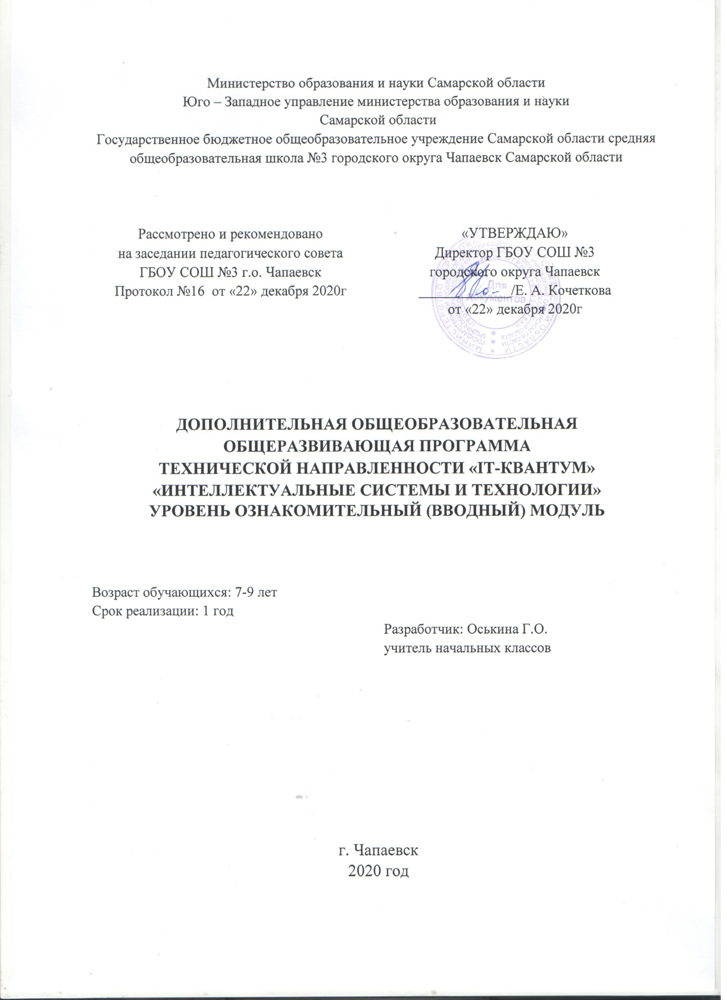 Министерство образования и науки Самарской области
Юго – Западное управление министерства образования и науки
Самарской области
Государственное бюджетное общеобразовательное учреждение Самарской области средняя
общеобразовательная школа №3 городского округа Чапаевск Самарской области
Рассмотрено и рекомендовано
на заседании педагогического совета
ГБОУ СОШ №3 г.о. Чапаевск
Протокол №16 от «22» декабря 2020г
«УТВЕРЖДАЮ»
Директор ГБОУ СОШ №3
городского округа Чапаевск
/Е. А. Кочеткова
от «22» декабря 2020г
Для
документов
ДОПОЛНИТЕЛЬНАЯ ОБЩЕОБРАЗОВАТЕЛЬНАЯ
ОБЩЕРАЗВИВАЮЩАЯ ПРОГРАММА
ТЕХНИЧЕСКОЙ НАПРАВЛЕННОСТИ «IT-КВАНТУМ»
«ИНТЕЛЛЕКТУАЛЬНЫЕ СИСТЕМЫ И ТЕХНОЛОГИИ»
УРОВЕНЬ ОЗНАКОМИТЕЛЬНЫЙ (ВВОДНЫЙ) МОДУЛЬ
Возраст обучающихся: 7-9 лет
Срок реализации: 1 год
Разработчик: Оськина Г.О.
учитель начальных классов
г. Чапаевск
2020 год